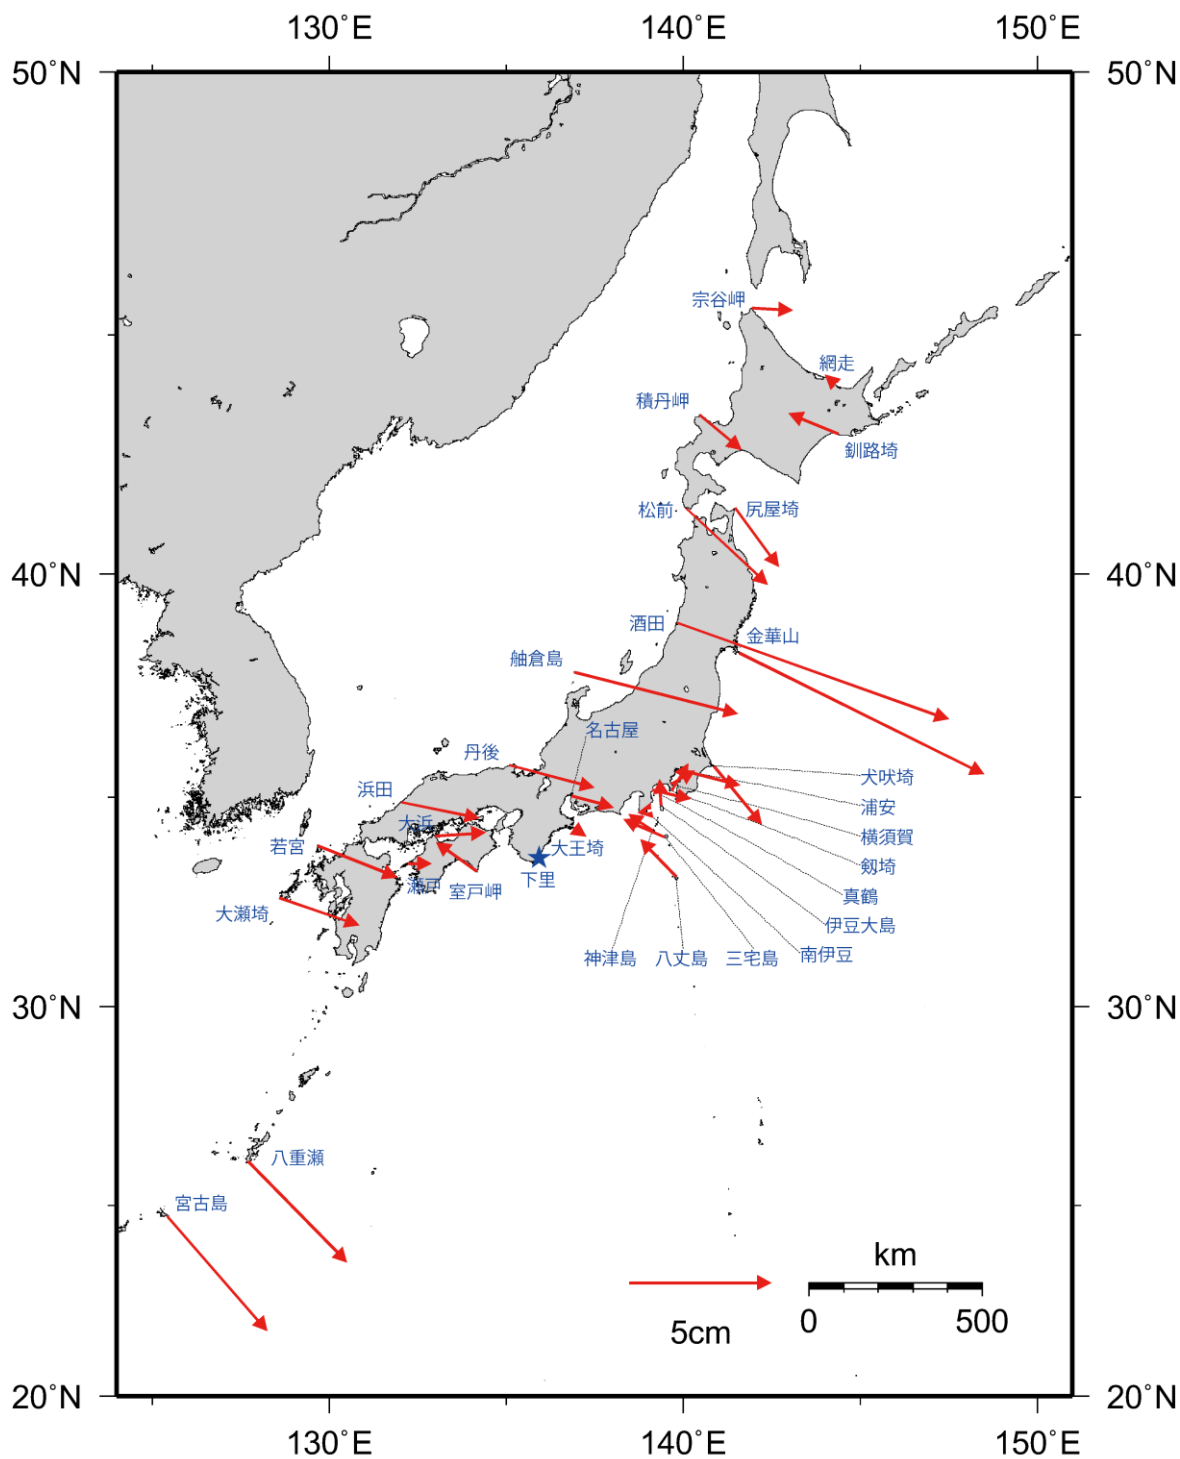 130°E 140°E 150°E
50°N 50°N
宗谷岬
網走
積丹岬
釧路埼
松前
尻屋埼
酒田
金華山
舳倉島
名古屋
丹後
犬吠埼
浜田
浦安
大浜
横須賀
若宮
大王埼
剱埼
瀬戸
室戸岬
下里
真鶴
大瀬埼
伊豆大島
南伊豆
神津島 八丈島 三宅島
40°N 40°N
30°N 30°N
八重瀬
宮古島
km
5cm
0 500
20°N 20°N
130°E 140°E 150°E